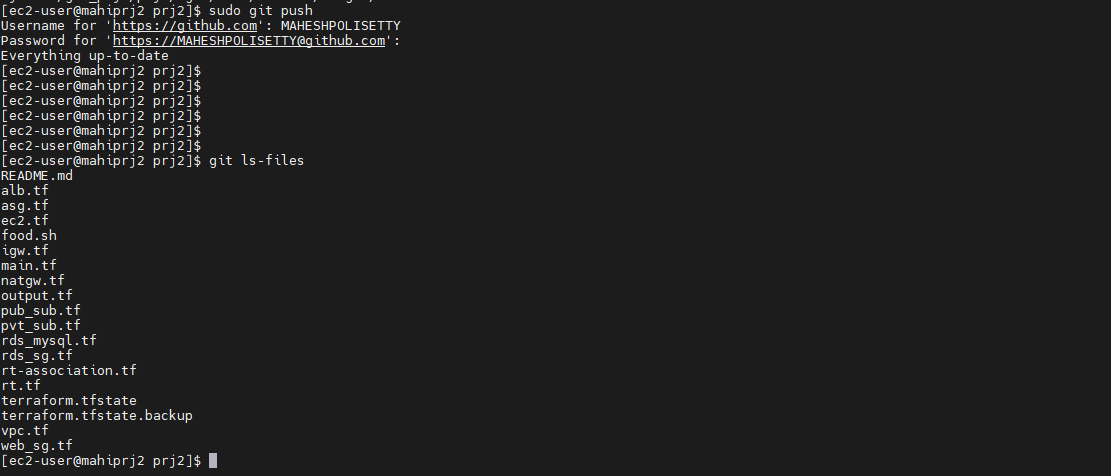 [ec2-user@mahiprj2 prj2]$ sudo git push
Username for 'https://github.com': MAHESHPOLISETTY
Password for 'https://MAHESHPOLISETTY@github.com':
Everything up-to-date
[ec2-user@mahiprj2 prj2]$
[ec2-user@mahiprj2 prj2]$
[ec2-user@mahiprj2 prj2]$
[ec2-user@mahiprj2 prj2]$
[ec2-user@mahiprj2 prj2]$
[ec2-user@mahiprj2 prj2]$
[ec2-user@mahiprj2 prj2]$ git ls-files
README.md
alb.tf
asg.tf
ec2.tf
food.sh
igw.tf
main.tf
natgw.tf
output.tf
pub_sub.tf
pvt_sub.tf
rds_mysql.tf
rds_sg.tf
rt-association.tf
rt.tf
terraform.tfstate
terraform.tfstate.backup
vpc.tf
web_sg.tf
[ec2-user@mahiprj2 prj2]$